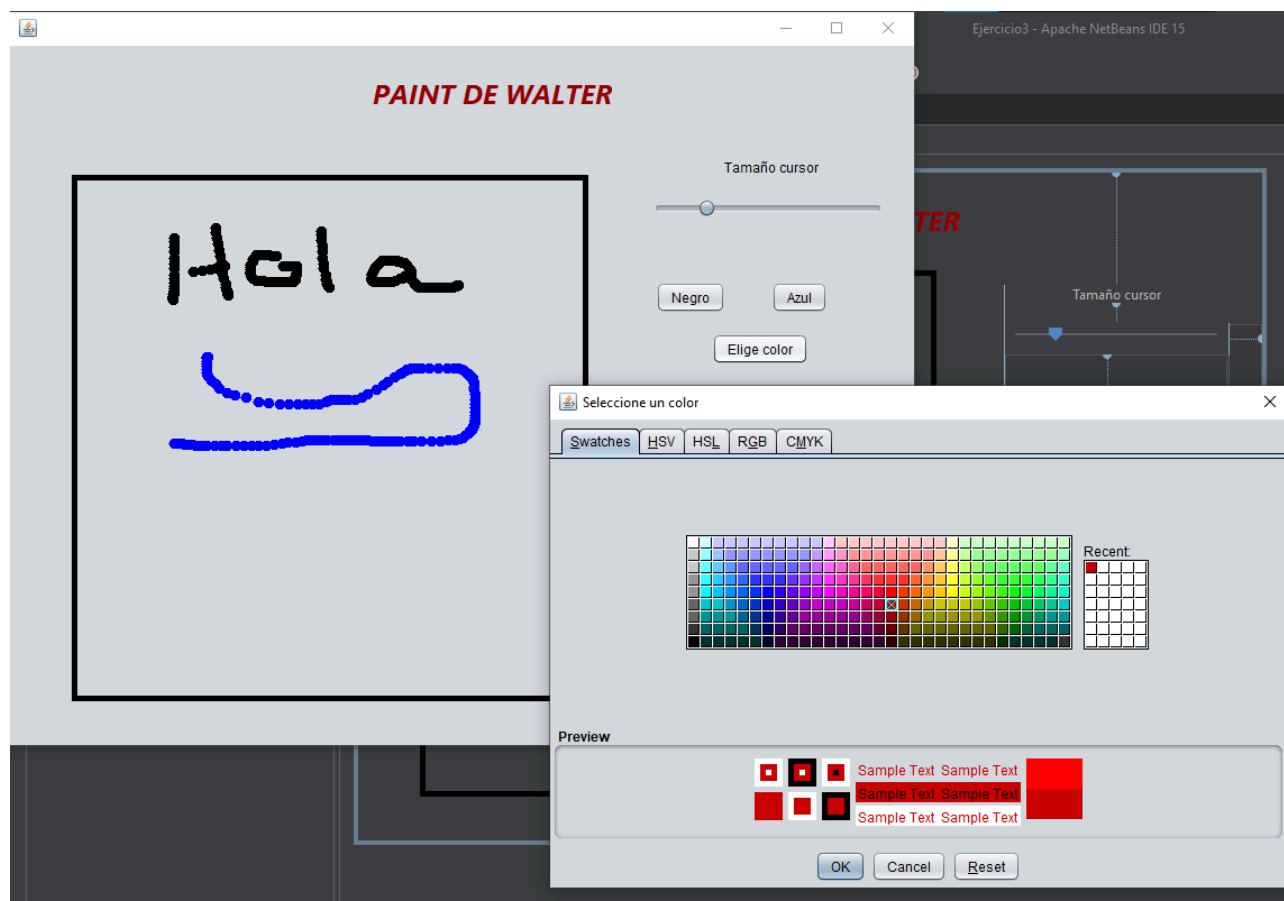 Ejercicio3 - Apache NetBeans IDE 15
PAINT DE WALTER
Tamaño cursor
Hola
TER
Tamaño cursor
Negro
Azul
Elige color
Seleccione un color
Swatches HSV HSL RGB CMYK
Recent:
Preview
Sample Text Sample Text
Sample Text Sample Text
Sample Text Sample Text
OK Cancel Reset